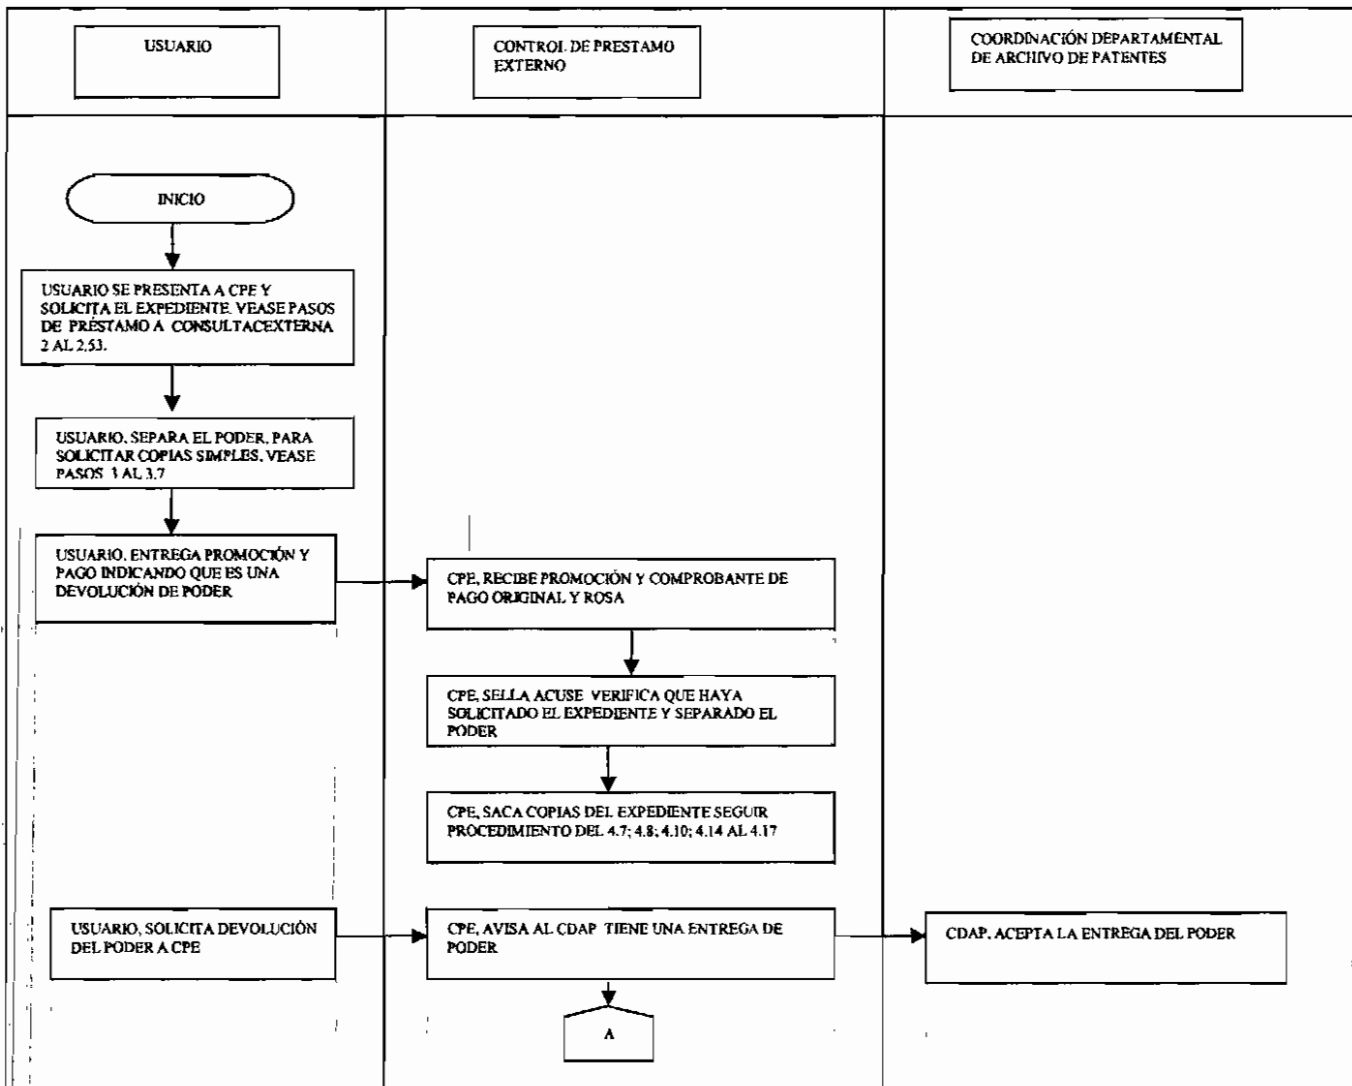 USUARIO
CONTROL DE PRESTAMO
EXTERNO
COORDINACIÓN DEPARTAMENTAL
DE ARCHIVO DE PATENTES
INICIO
USUARIO SE PRESENTA A CPE Y
SOLICITA EL EXPEDIENTE. VEASE PASOS
DE PRÉSTAMO A CONSULTACEXTERNA
2 AL 2.53.
USUARIO, SEPARA EL PODER, PARA
SOLICITAR COPIAS SIMPLES, VEASE
PASOS 3 AL 3.7
USUARIO, ENTREGA PROMOCIÓN Y
PAGO INDICANDO QUE ES UNA
DEVOLUCIÓN DE PODER
CPE, RECIBE PROMOCIÓN Y COMPROBANTE DE
PAGO ORIGINAL Y ROSA
CPE, SELLA ACUSE VERIFICA QUE HAYA
SOLICITADO EL EXPEDIENTE Y SEPARADO EL
PODER
CPE, SACA COPIAS DEL EXPEDIENTE SEGUIR
PROCEDIMIENTO DEL 4.7; 4.8; 4.10; 4.14 AL 4.17
USUARIO, SOLICITA DEVOLUCIÓN
DEL PODER A CPE
CPE, AVISA AL CDAP TIENE UNA ENTREGA DE
PODER
CDAP, ACEPTA LA ENTREGA DEL PODER
A